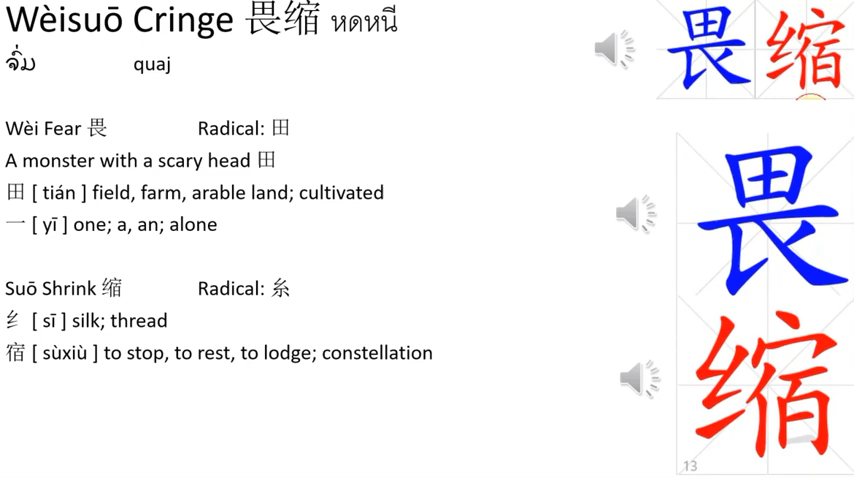 Wèisuō Cringe 畏缩 หดหนี
ຈົ່ມ quaj
Wèi Fear 畏 Radical: 田
A monster with a scary head 田
田 [ tián ] field, farm, arable land; cultivated
一 [ yī ] one; a, an; alone
Suō Shrink 缩 Radical: 糸
纟 [ sī ] silk; thread
宿 [ sùxiù ] to stop, to rest, to lodge; constellation
畏缩
畏
缩
13